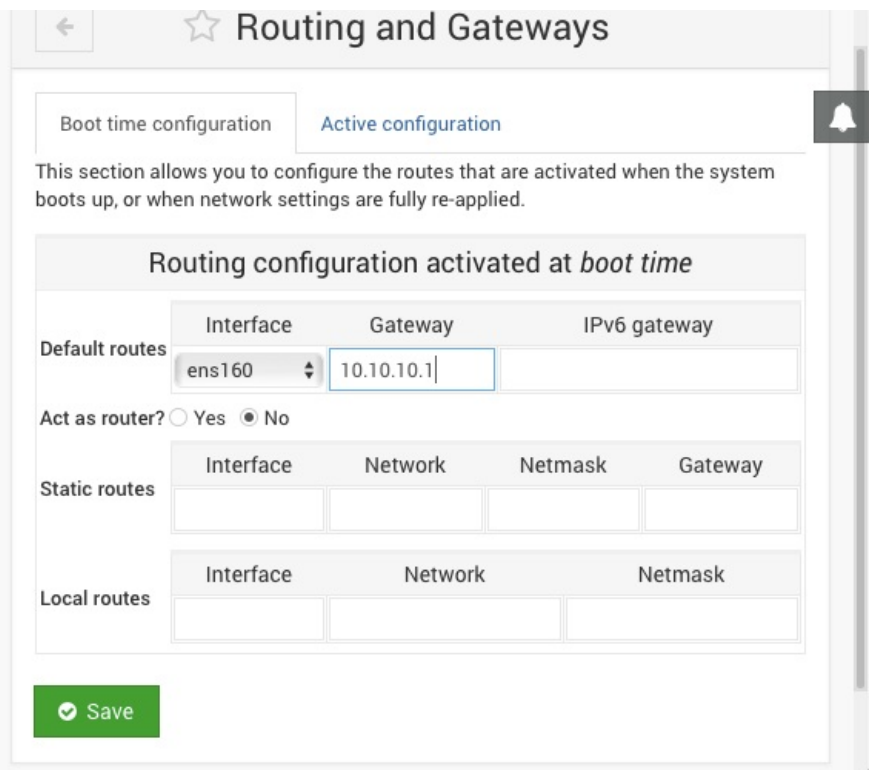 Routing and Gateways
Boot time configuration
Active configuration
This section allows you to configure the routes that are activated when the system
boots up, or when network settings are fully re-applied.
Routing configuration activated at boot time
Default routes
Interface
Gateway
IPv6 gateway
ens160
10.10.10.1
Act as router? Yes No
Static routes
Interface
Network
Netmask
Gateway
Local routes
Interface
Network
Netmask
Save